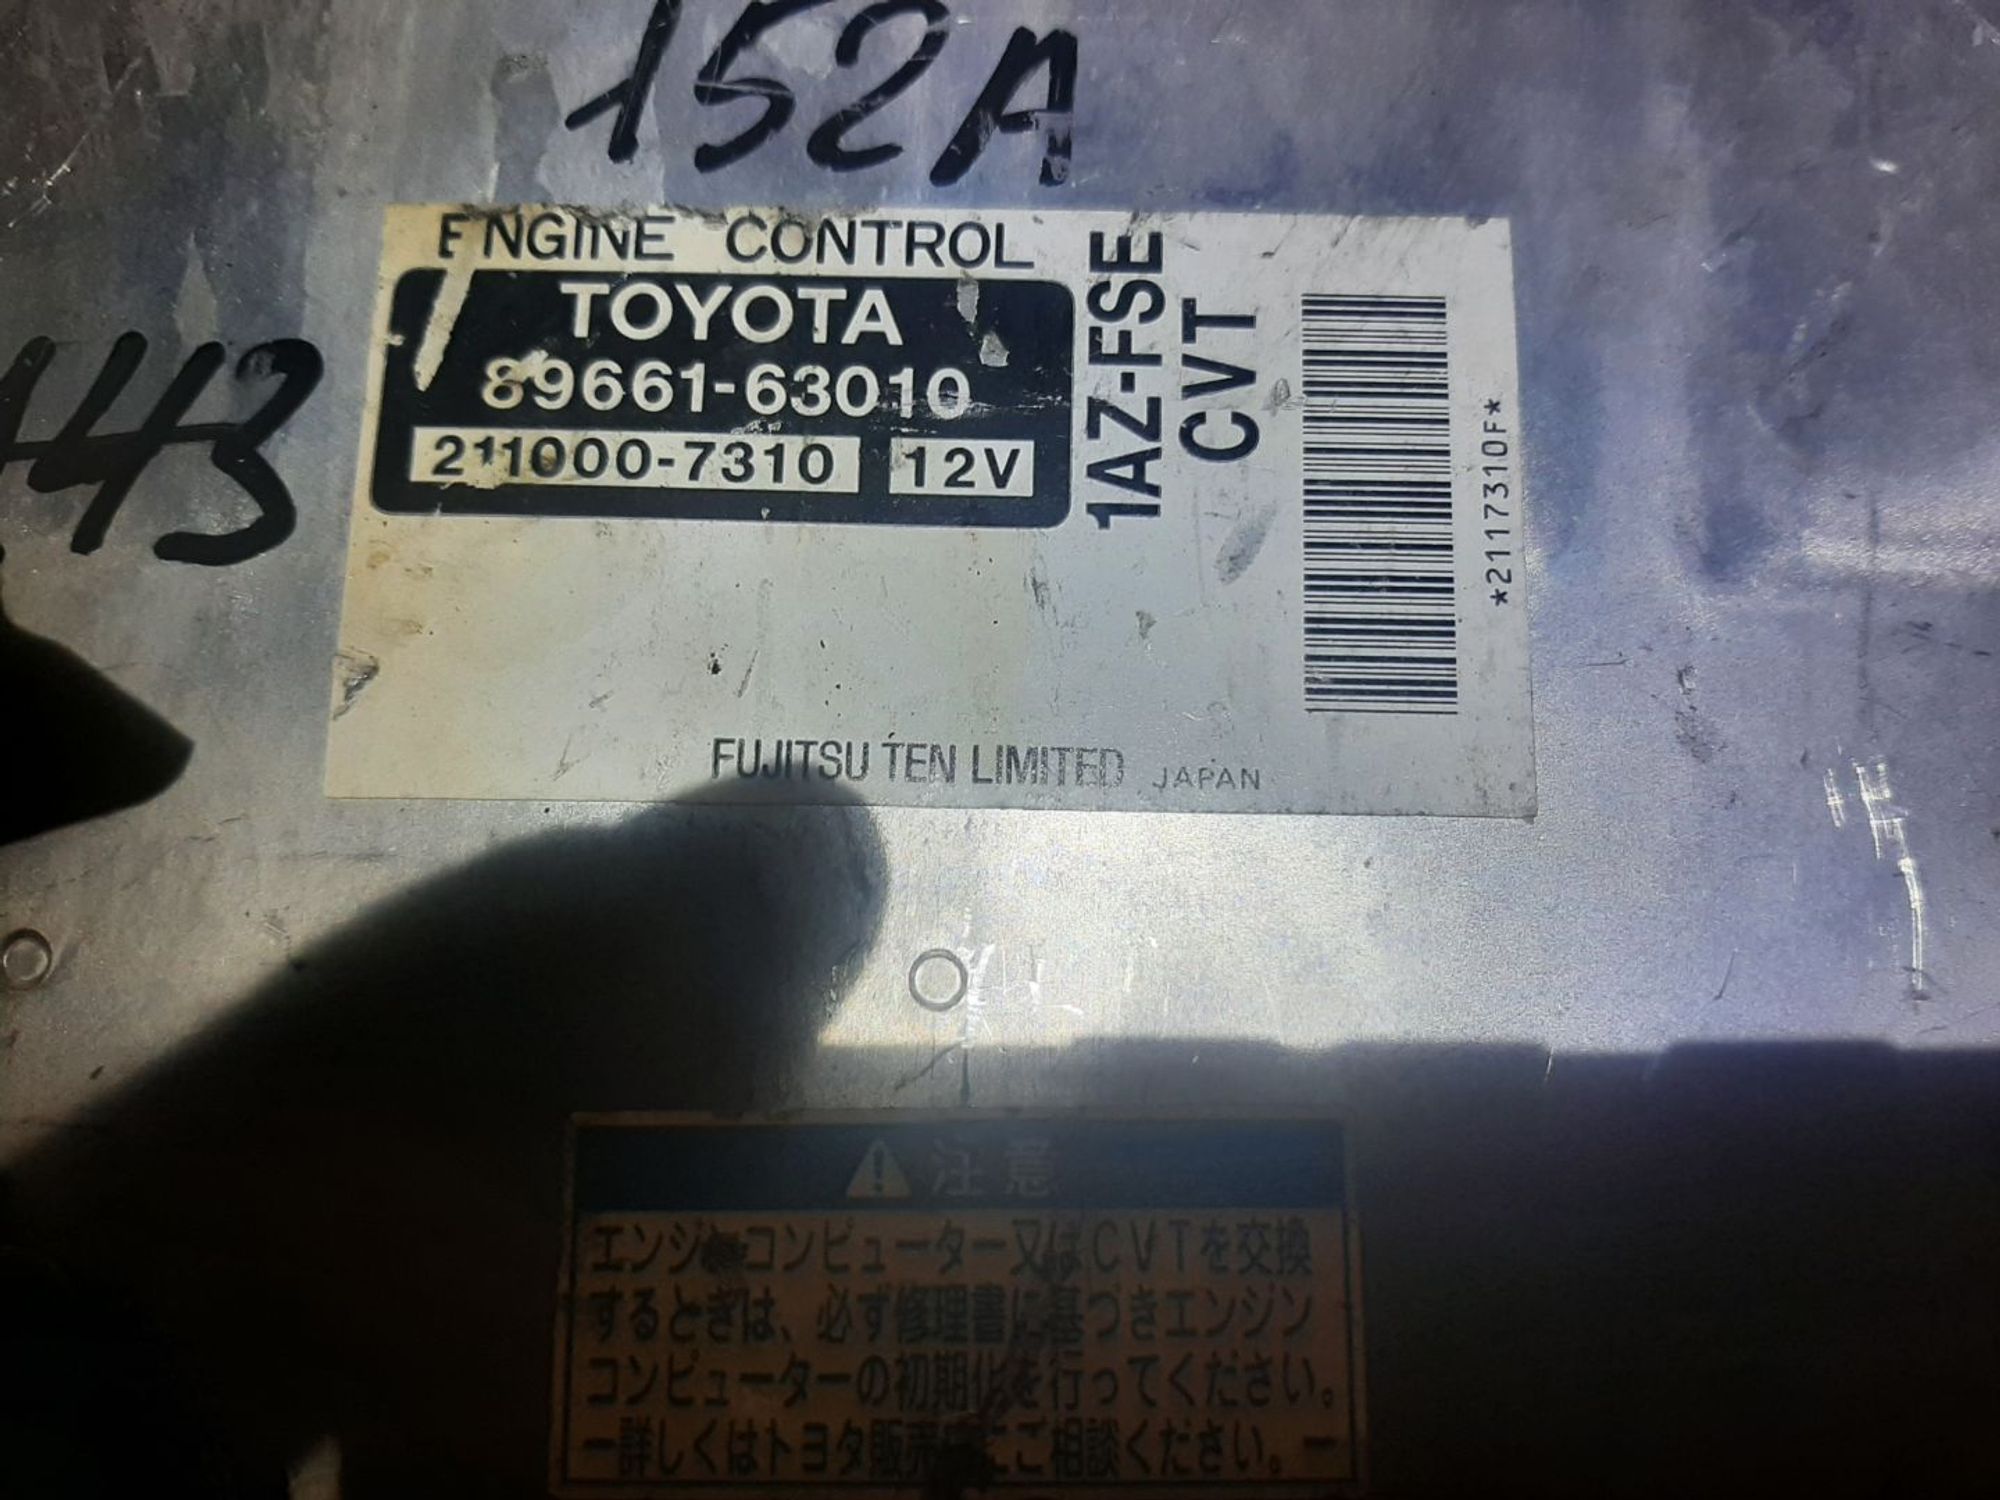 152A
443
ENGINE CONTROL
TOYOTA
89661-63010
211000-7310 12V
1AZ-FSE
CVT
*21173​10F*
FUJITSU TEN LIMITED JAPAN
注意
エンジンコンピューター又はCVTを交換
するときは、必ず修理書に基づきエンジン
コンピューターの初期化を行ってください。
ー詳しくはトヨタ販売店にご相談ください。ー